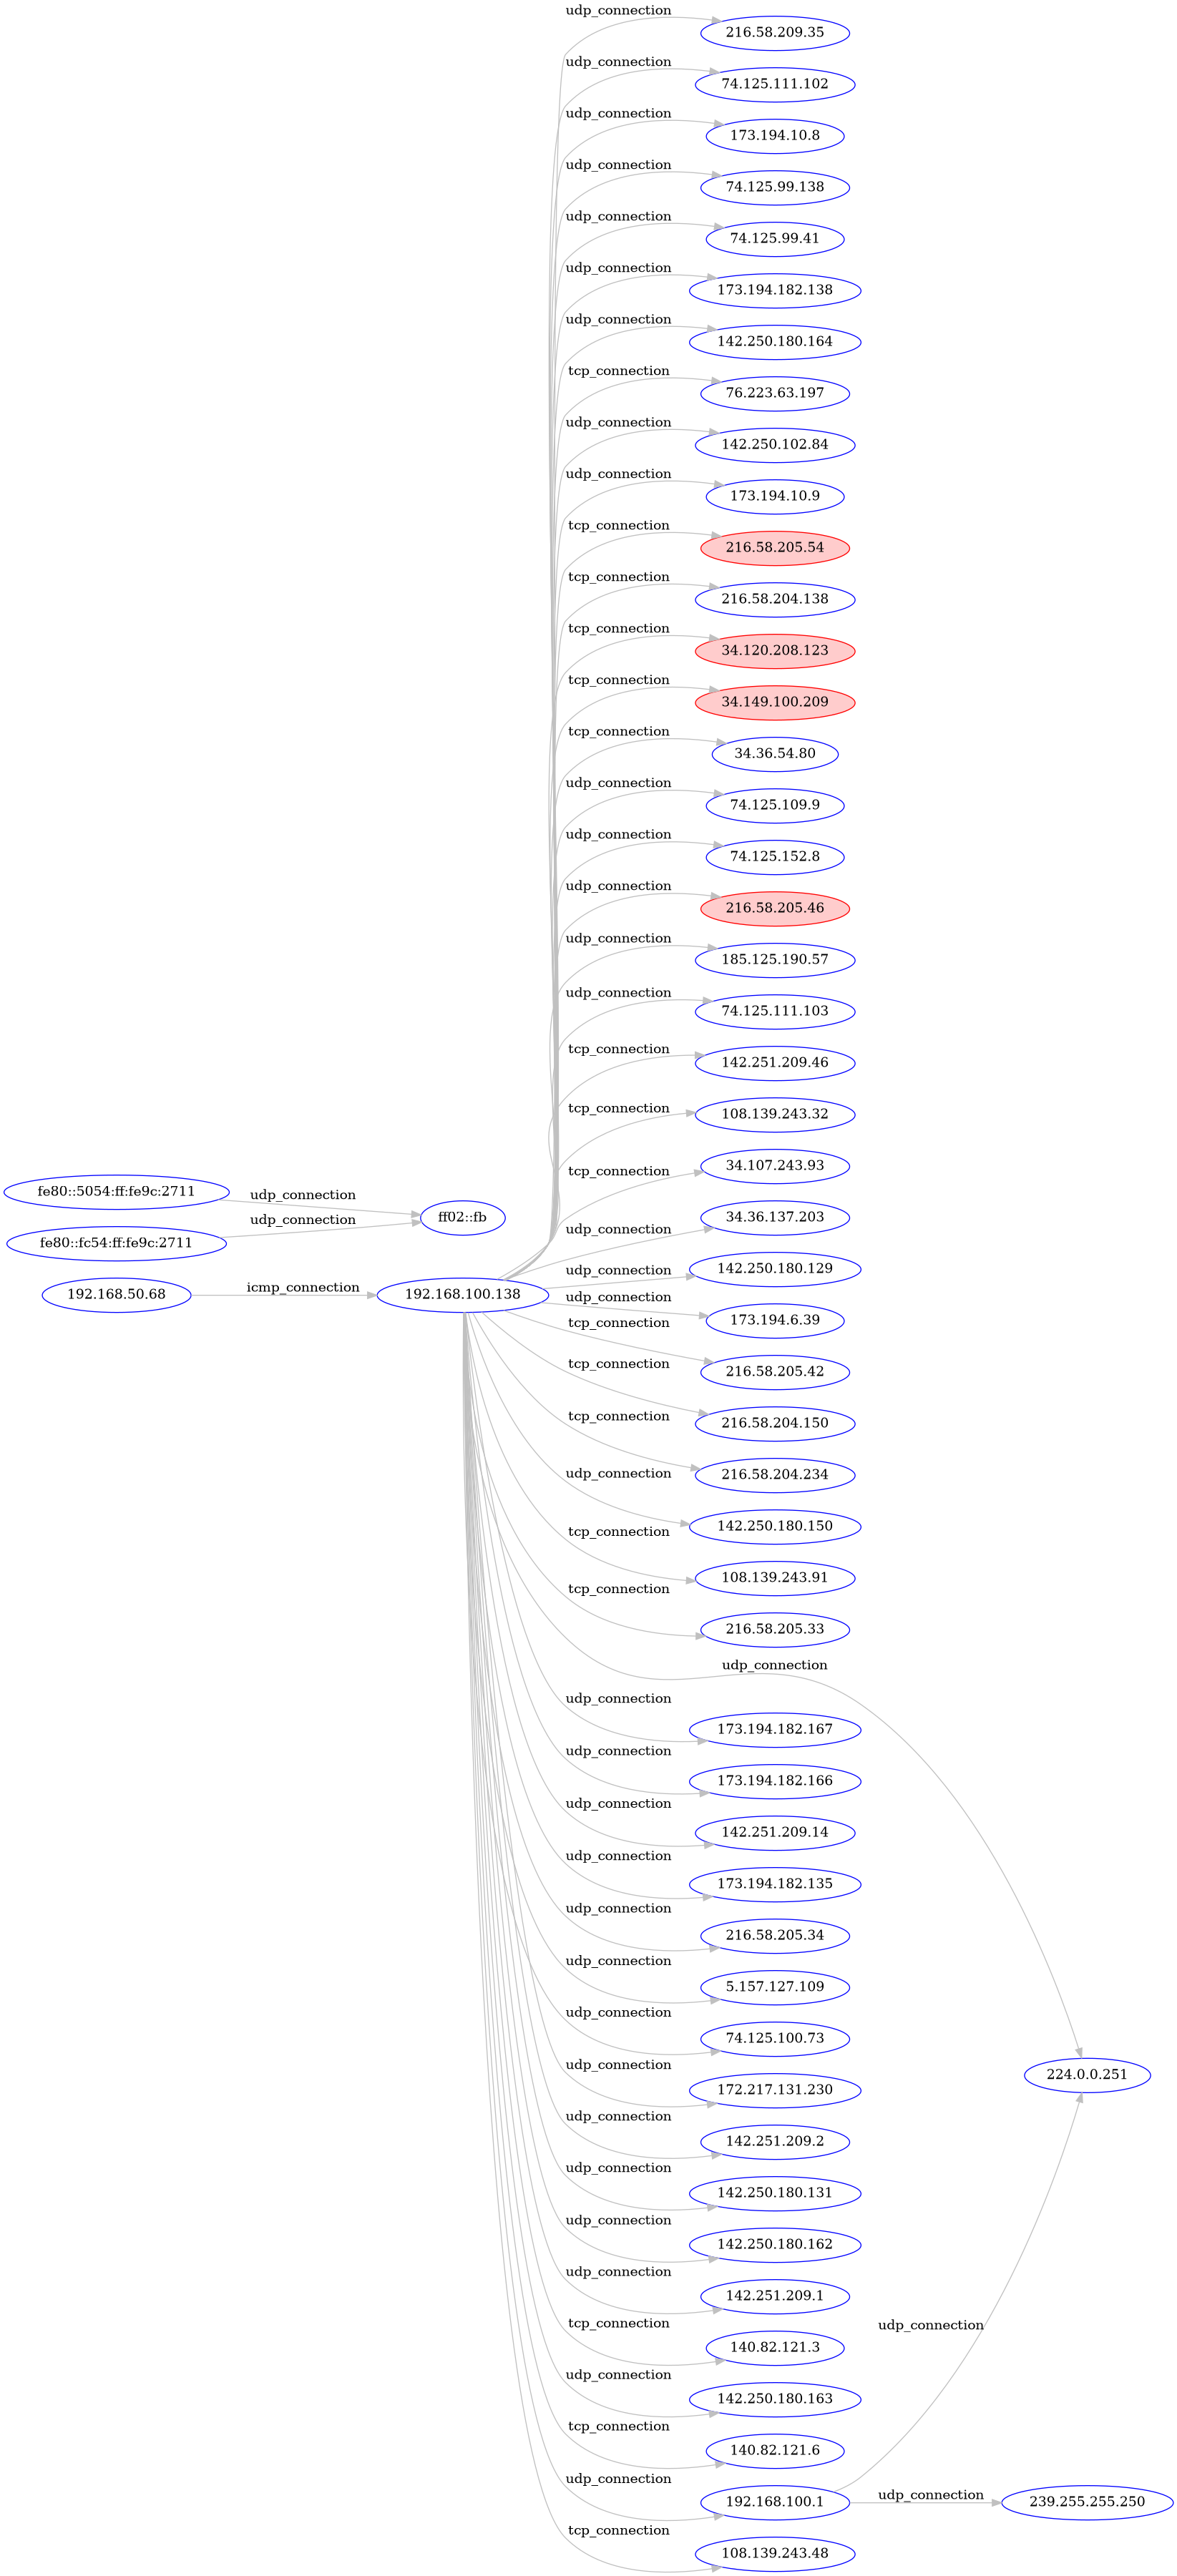 udp_connection
216.58.209.35
udp_connection
74.125.111.102
udp_connection
173.194.10.8
udp_connection
74.125.99.138
udp_connection
74.125.99.41
udp_connection
173.194.182.138
udp_connection
142.250.180.164
tcp_connection
76.223.63.197
udp_connection
142.250.102.84
udp_connection
173.194.10.9
tcp_connection
216.58.205.54
tcp_connection
216.58.204.138
tcp_connection
34.120.208.123
tcp_connection
34.149.100.209
tcp_connection
34.36.54.80
udp_connection
74.125.109.9
udp_connection
74.125.152.8
udp_connection
216.58.205.46
udp_connection
185.125.190.57
udp_connection
74.125.111.103
tcp_connection
142.251.209.46
tcp_connection
108.139.243.32
tcp_connection
34.107.243.93
fe80::5054:ff:fe9c:2711
udp_connection
ff02::fb
udp_connection
34.36.137.203
fe80::fc54:ff:fe9c:2711
udp_connection
udp_connection
142.250.180.129
192.168.50.68
icmp_connection
192.168.100.138
udp_connection
173.194.6.39
tcp_connection
216.58.205.42
tcp_connection
216.58.204.150
tcp_connection
216.58.204.234
udp_connection
142.250.180.150
tcp_connection
108.139.243.91
tcp_connection
216.58.205.33
udp_connection
udp_connection
173.194.182.167
udp_connection
173.194.182.166
udp_connection
142.251.209.14
udp_connection
173.194.182.135
udp_connection
216.58.205.34
udp_connection
5.157.127.109
udp_connection
74.125.100.73
224.0.0.251
udp_connection
172.217.131.230
udp_connection
142.251.209.2
udp_connection
142.250.180.131
udp_connection
142.250.180.162
udp_connection
142.251.209.1
udp_connection
tcp_connection
140.82.121.3
udp_connection
142.250.180.163
tcp_connection
140.82.121.6
udp_connection
192.168.100.1
udp_connection
239.255.255.250
tcp_connection
108.139.243.48